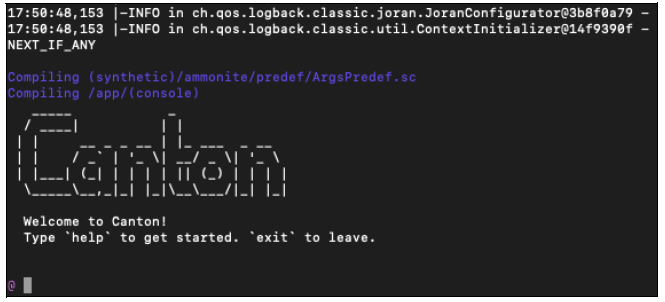 17:50:48,153 |-INFO in ch.qos.logback.classic.joran.JoranConfigurator@3b8f0a79 -
17:50:48,153 |-INFO in ch.qos.logback.classic.util.ContextInitializer@14f9390f -
NEXT_IF_ANY
Compiling (synthetic)/ammonite/predef/ArgsPredef.sc
Compiling /app/(console)
Canton
Welcome to Canton!
Type `help` to get started. `exit` to leave.
@